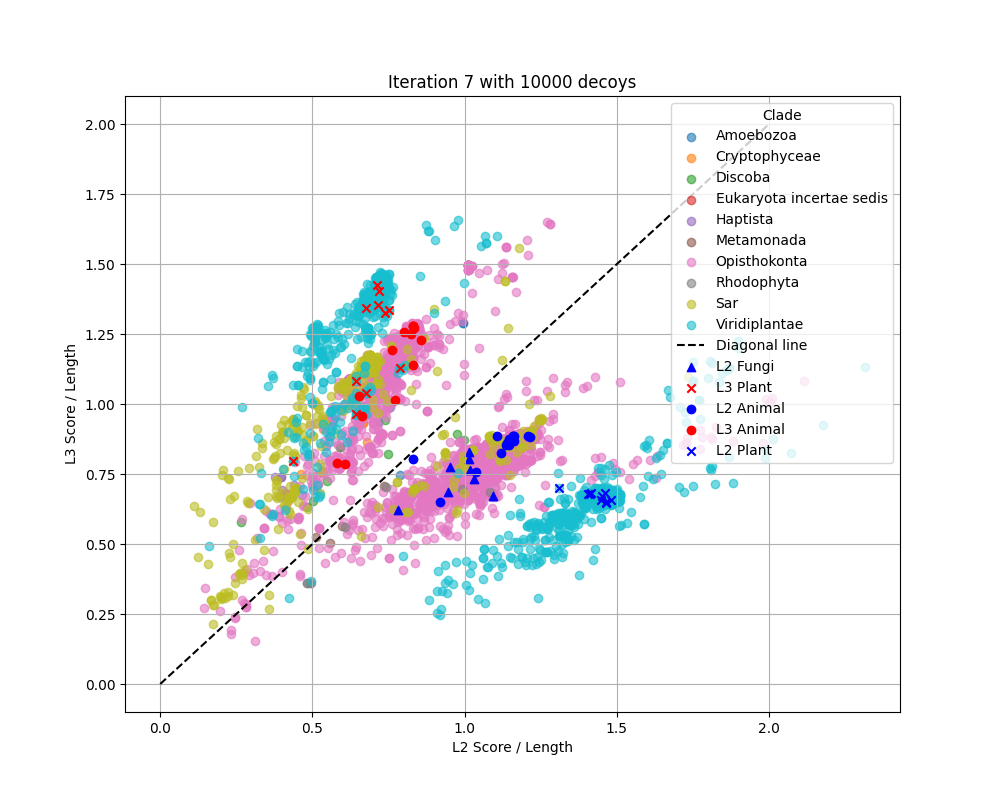 Iteration 7 with 10000 decoys
L3 Score / Length
2.00
1.75
1.50
1.25
1.00
0.75
0.50
0.25
0.00
0.0
0.5
1.0
1.5
2.0
L2 Score / Length
Clade
Amoebozoa
Cryptophyceae
Discoba
Eukaryota incertae sedis
Haptista
Metamonada
Opisthokonta
Rhodophyta
Sar
Viridiplantae
Diagonal line
L2 Fungi
L3 Plant
L2 Animal
L3 Animal
L2 Plant